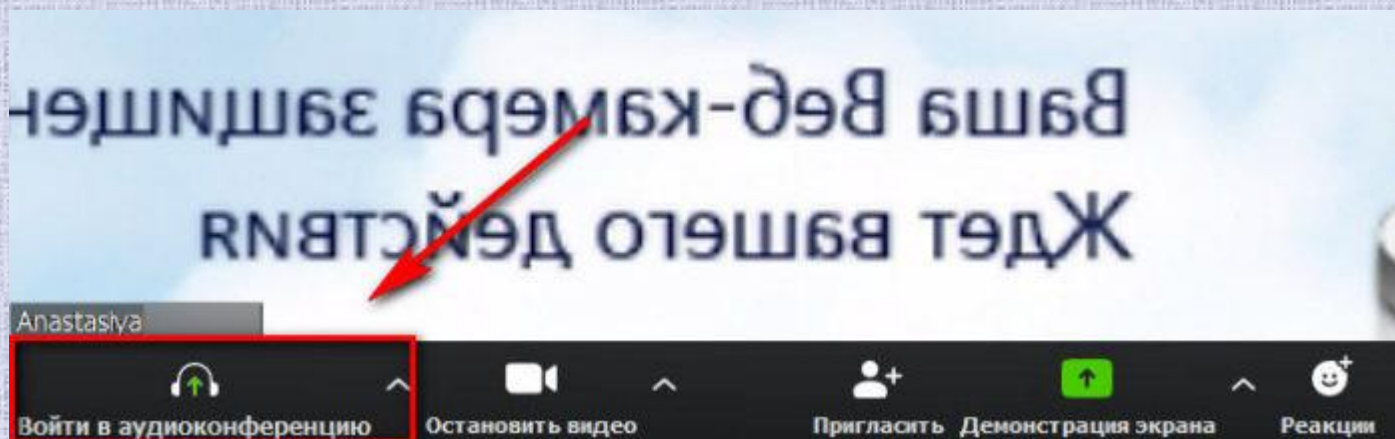 Ваша Веб-камера защищен
Ждет вашего действия
Anastasiya
Войти в аудиоконференцию
Остановить видео
Пригласить
Демонстрация экрана
Реакции